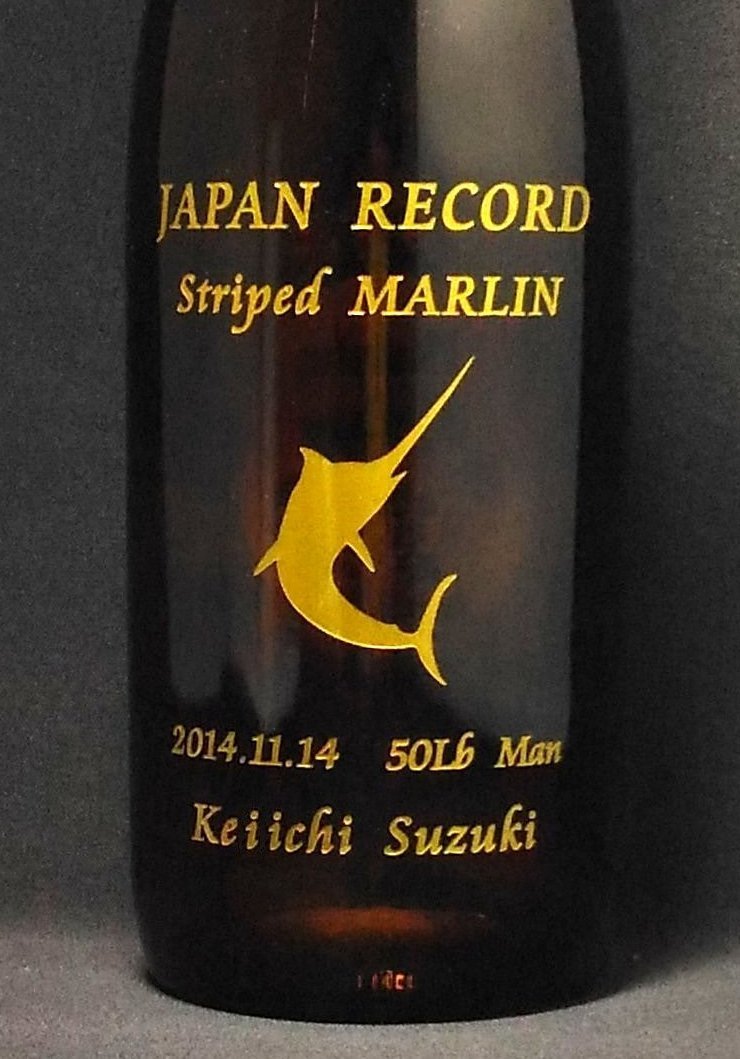 JAPAN RECORD
Striped MARLIN
2014.11.14 50Lb Man
Keiichi Suzuki